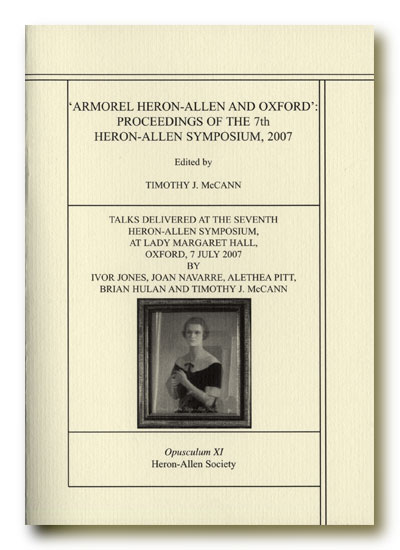 'ARMOREL HERON-ALLEN AND OXFORD':
PROCEEDINGS OF THE 7th
HERON-ALLEN SYMPOSIUM, 2007
Edited by
TIMOTHY J. McCANN
TALKS DELIVERED AT THE SEVENTH
HERON-ALLEN SYMPOSIUM,
AT LADY MARGARET HALL,
OXFORD, 7 JULY 2007
BY
IVOR JONES, JOAN NAVARRE, ALETHEA PITT,
BRIAN HULAN AND TIMOTHY J. McCANN
Opusculum XI
Heron-Allen Society